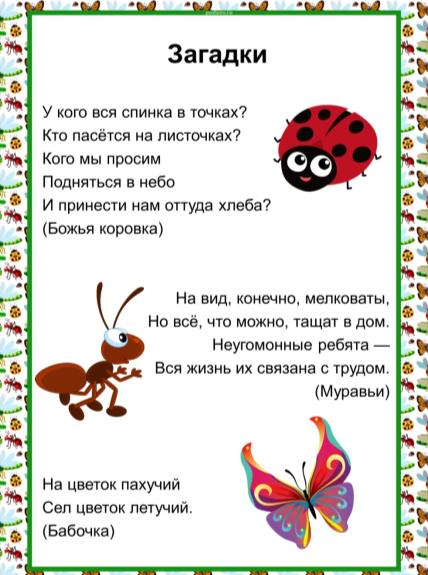 Загадки
У кого вся спинка в точках?
Кто пасётся на листочках?
Кого мы просим
Подняться в небо
И принести нам оттуда хлеба?
(Божья коровка)
На вид, конечно, мелковаты,
Но всё, что можно, тащат в дом.
Неугомонные ребята —
Вся жизнь их связана с трудом.
(Муравьи)
На цветок пахучий
Сел цветок летучий.
(Бабочка)